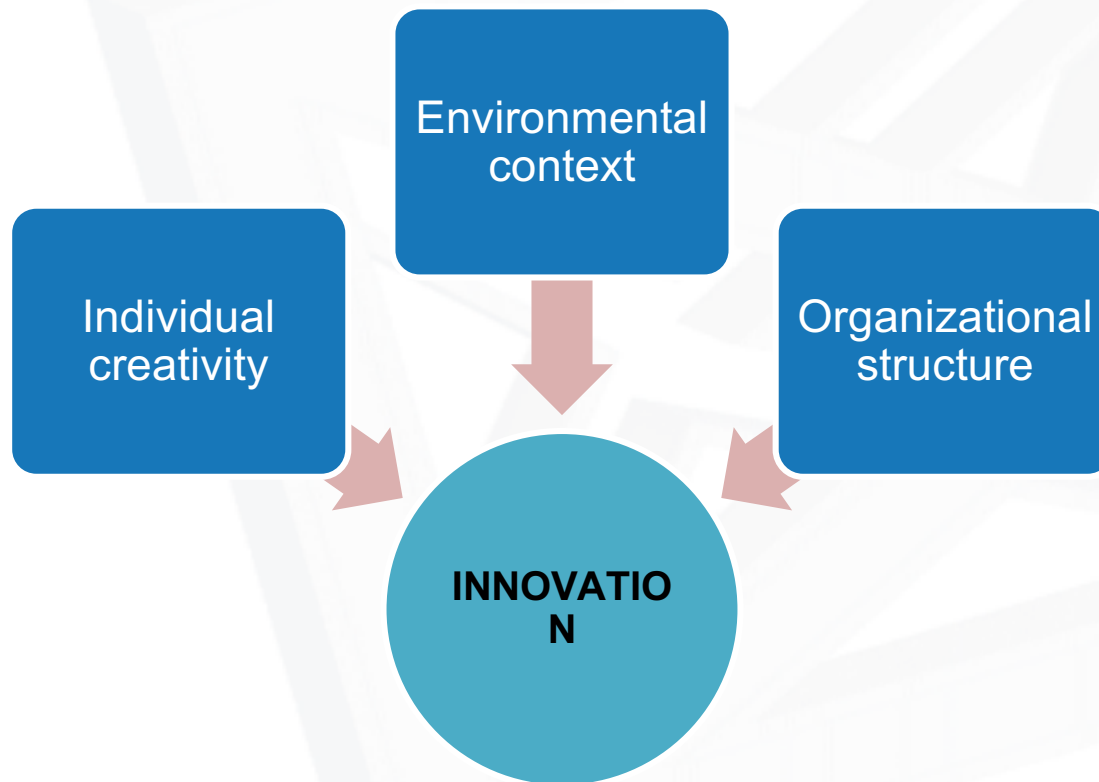 Environmental
context
Individual
creativity
Organizational
structure
INNOVATIO
N